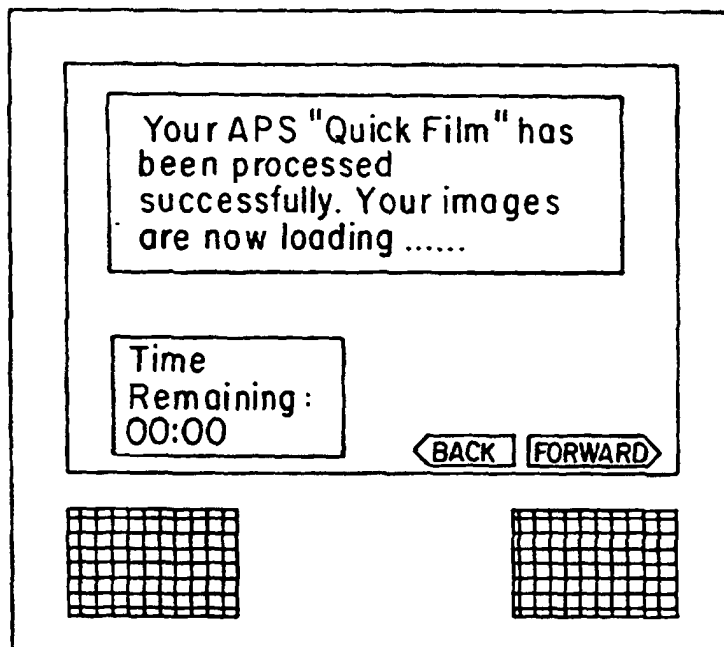 Your APS "Quick Film" has
been processed
successfully. Your images
are now loading ......
Time
Remaining:
00:00
BACK FORWARD